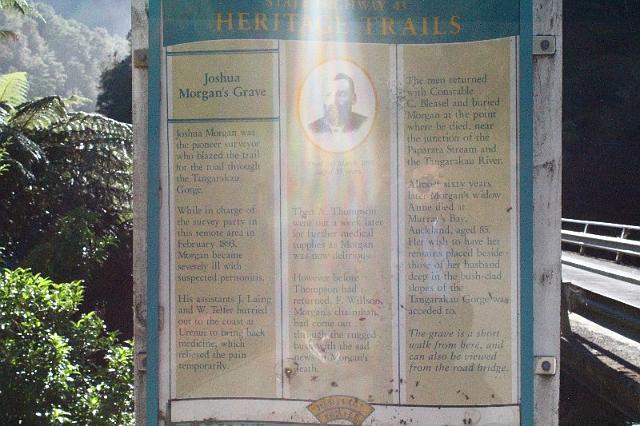 STATE HIGHWAY 43
HERITAGE TRAILS
Joshua
Morgan's Grave
Joshua Morgan was
the pioneer surveyor
who blazed the trail
for the road through
the Tangarakau
Gorge.
While in charge of
the survey party in
this remote area in
February 1893,
Morgan became
severely ill with
suspected peritonitis.
His assistants J. Laing
and W. Telfer hurried
out to the coast at
Urenui to bring back
medicine, which
relieved the pain
temporarily.
Then A. Thompson
went out a week later
for further medical
supplies as Morgan
was now delirious.
However before
Thompson had
returned, F. Willson,
Morgan's chainman,
had come out
through the rugged
bush with the sad
news of Morgan's
death.
The men returned
with Constable
C. Bleasel and buried
Morgan at the point
where he died, near
the junction of the
Paparata Stream and
the Tangarakau River.
Almost sixty years
later Morgan's widow
Anne died at
Murray's Bay,
Auckland, aged 85.
Her wish to have her
remains placed beside
those of her husband
deep in the bush-clad
slopes of the
Tangarakau Gorge was
acceded to.
The grave is a short
walk from here, and
can also be viewed
from the road bridge.